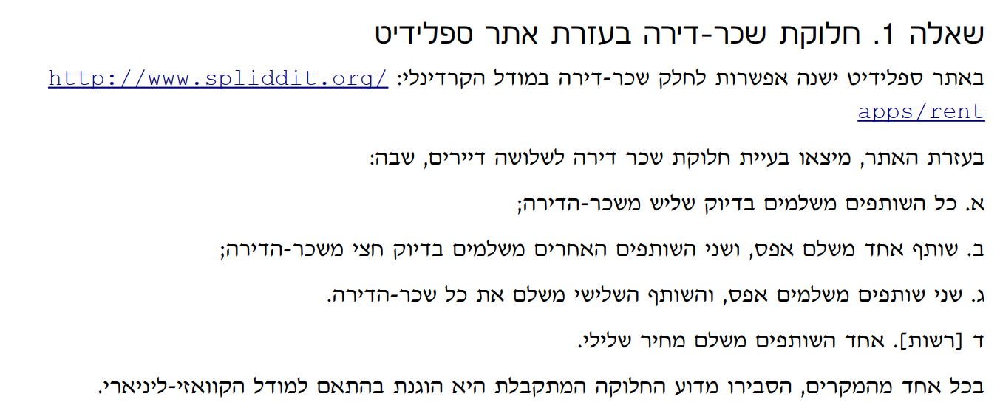 שאלה 1. חלוקת שכר-דירה בעזרת אתר ספלידיט
באתר ספלידיט ישנה אפשרות לחלק שכר-דירה במודל הקרדינלי: http://www.spliddit.org/
apps/rent
בעזרת האתר, מיצאו בעיית חלוקת שכר דירה לשלושה דיירים, שבה:
א. כל השותפים משלמים בדיוק שליש משכר-הדירה;
ב. שותף אחד משלם אפס, ושני השותפים האחרים משלמים בדיוק חצי משכר-הדירה;
ג. שני שותפים משלמים אפס, והשותף השלישי משלם את כל שכר-הדירה.
ד [רשות]. אחד השותפים משלם מחיר שלילי.
בכל אחד מהמקרים, הסבירו מדוע החלוקה המתקבלת היא הוגנת בהתאם למודל הקוואזי-ליניארי.